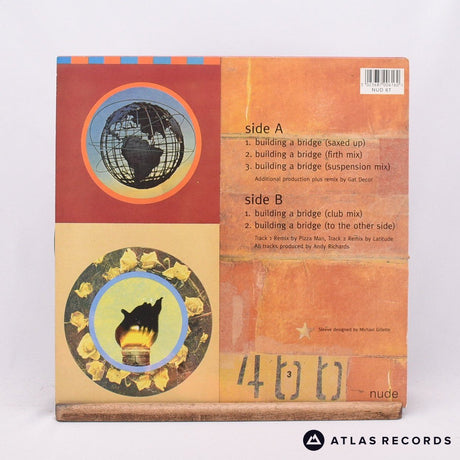 NUD 6T
side A
1. building a bridge (saxed up)
2. building a bridge (firth mix)
3. building a bridge (suspension mix)
Additional production plus remix by Gat Decor
side B
1. building a bridge (club mix)
2. building a bridge (to the other side)
Track 1 Remix by Pizza Man, Track 2 Remix by Latitude
All tracks produced by Andy Richards
Sleeve designed by Michael Gillette
400
3
nude
ATLAS RECORDS